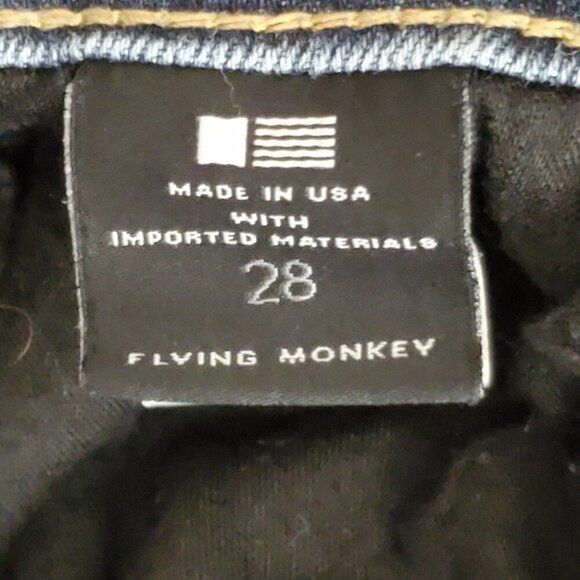 MADE IN USA
WITH
IMPORTED MATERIALS
28
FLYING MONKEY